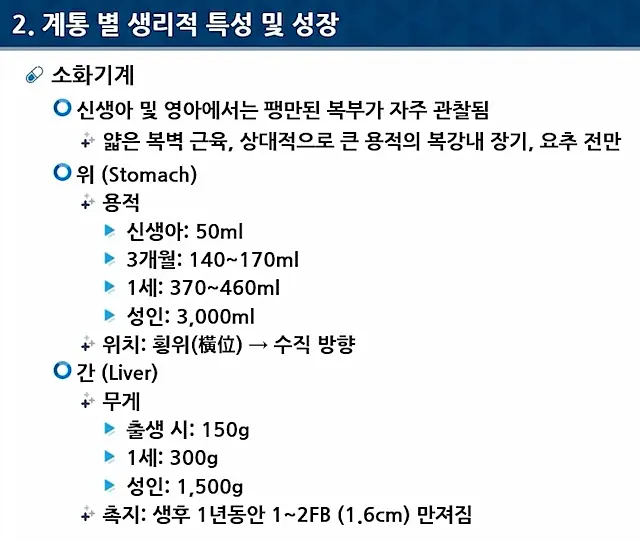 2. 계통 별 생리적 특성 및 성장
소화기계
신생아 및 영아에서는 팽만된 복부가 자주 관찰됨
얇은 복벽 근육, 상대적으로 큰 용적의 복강내 장기, 요추 전만
위 (Stomach)
용적
신생아: 50ml
3개월: 140~170ml
1세: 370~460ml
성인: 3,000ml
위치: 횡위(橫位) → 수직 방향
간 (Liver)
무게
출생 시: 150g
1세: 300g
성인: 1,500g
촉지: 생후 1년동안 1~2FB (1.6cm) 만져짐